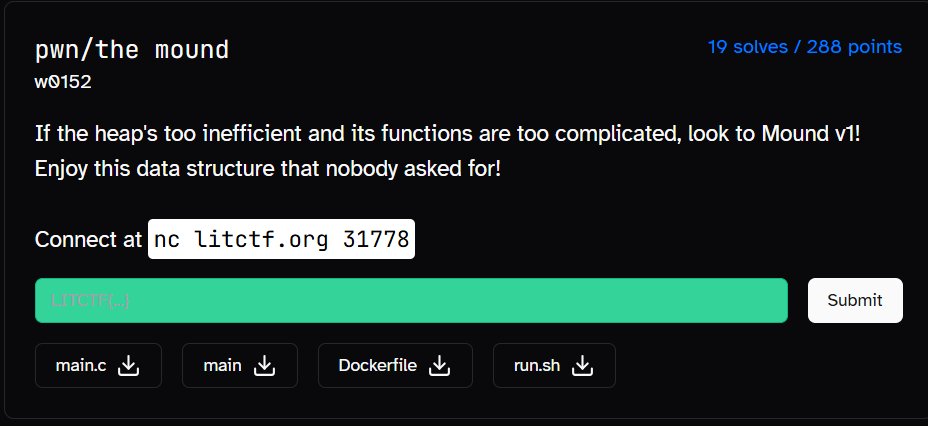 pwn/the mound
19 solves / 288 points
w0152
If the heap's too inefficient and its functions are too complicated, look to Mound v1!
Enjoy this data structure that nobody asked for!
Connect at nc litctf.org 31778
LITCTF{...}
Submit
main.c
main
Dockerfile
run.sh